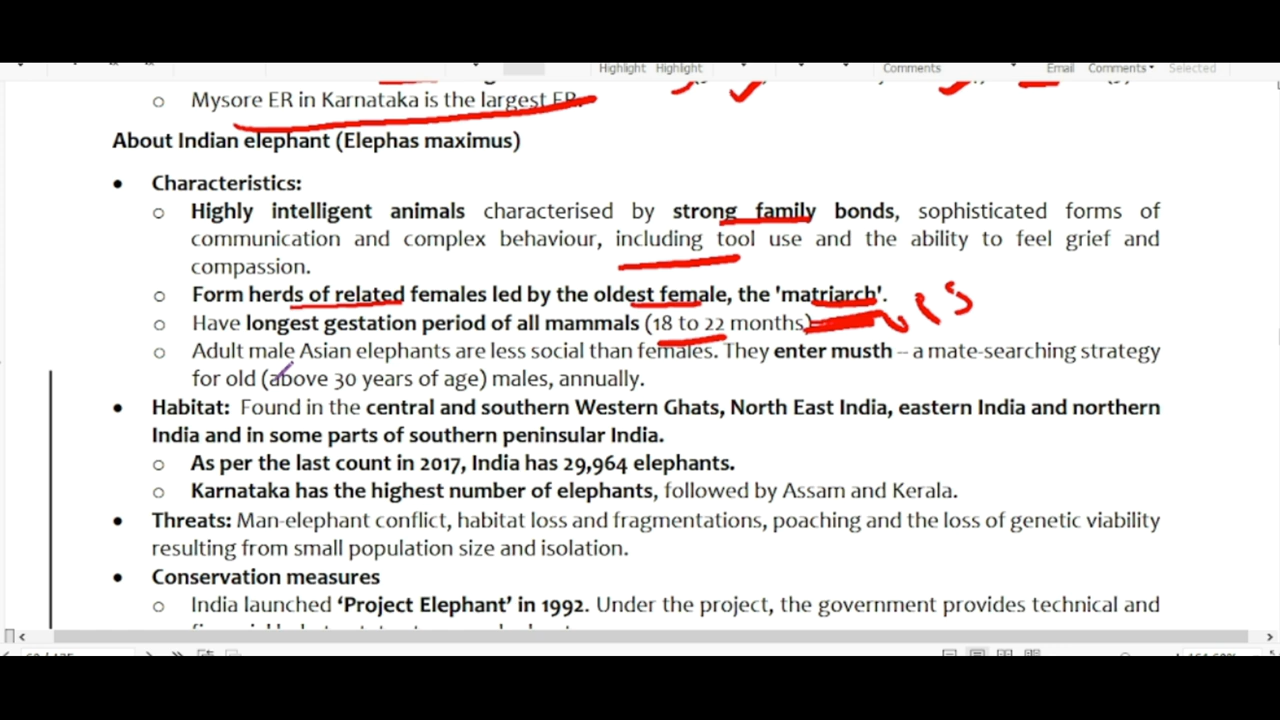 Highlight Highlight Comments Email Comments Selected
○ Mysore ER in Karnataka is the largest ER.
About Indian elephant (Elephas maximus)
• Characteristics:
○ Highly intelligent animals characterised by strong family bonds, sophisticated forms of
communication and complex behaviour, including tool use and the ability to feel grief and
compassion.
○ Form herds of related females led by the oldest female, the 'matriarch'.
○ Have longest gestation period of all mammals (18 to 22 months)
○ Adult male Asian elephants are less social than females. They enter musth – a mate-searching strategy
for old (above 30 years of age) males, annually.
• Habitat: Found in the central and southern Western Ghats, North East India, eastern India and northern
India and in some parts of southern peninsular India.
○ As per the last count in 2017, India has 29,964 elephants.
○ Karnataka has the highest number of elephants, followed by Assam and Kerala.
• Threats: Man-elephant conflict, habitat loss and fragmentations, poaching and the loss of genetic viability
resulting from small population size and isolation.
• Conservation measures
○ India launched ‘Project Elephant’ in 1992. Under the project, the government provides technical and